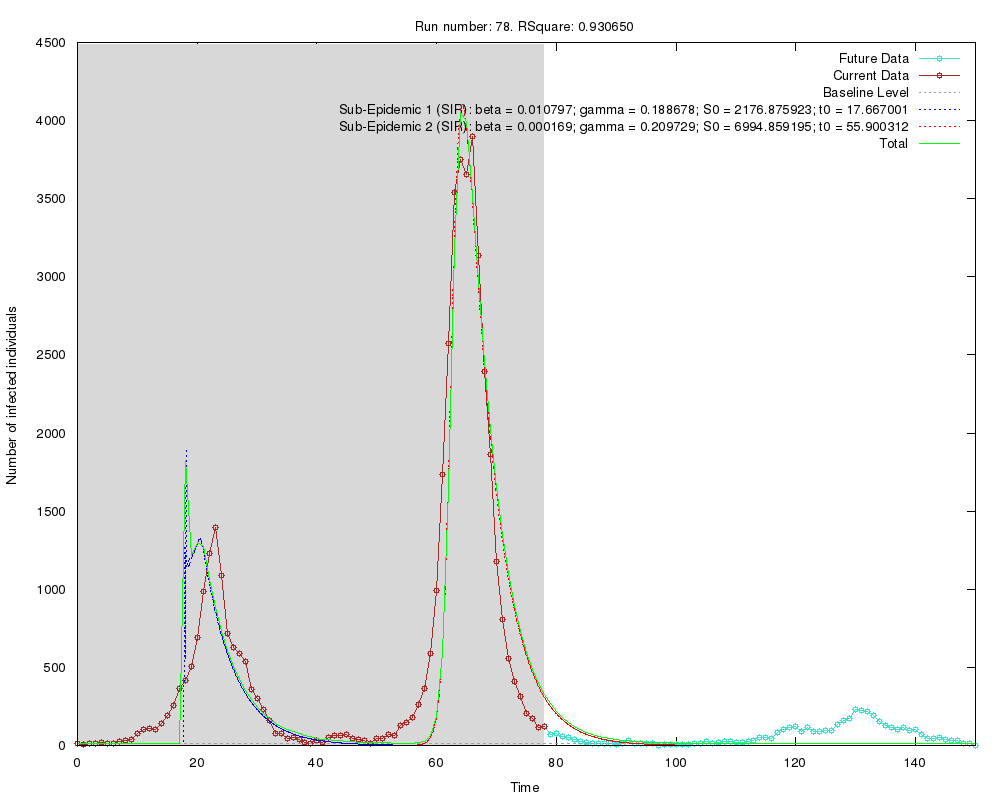 Run number: 78. RSquare: 0.930650
Future Data
Current Data
Baseline Level
Sub-Epidemic 1 (SIR): beta = 0.010797; gamma = 0.188678; S0 = 2176.875923; t0 = 17.667001
Sub-Epidemic 2 (SIR): beta = 0.000169; gamma = 0.209729; S0 = 6994.859195; t0 = 55.900312
Total
Number of infected individuals
4500
4000
3500
3000
2500
2000
1500
1000
500
0
0 20 40 60 80 100 120 140
Time